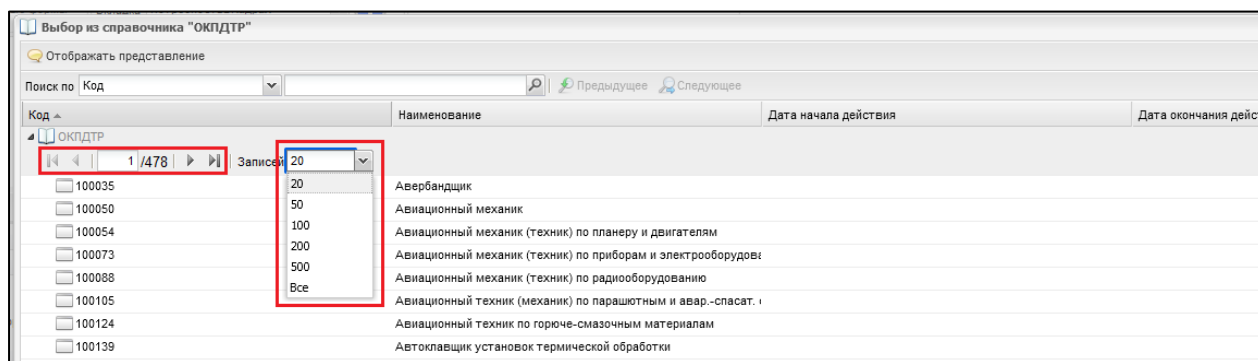 Выбор из справочника "ОКПДТР"
Отображать представление
Поиск по Код Предыдущее Следующее
Код Наименование Дата начала действия Дата окончания дейс
ОКПДТР
1 /478 Записей 20
20
100035 Авербандщик
50
100050 Авиационный механик
100
100054 Авиационный механик (техник) по планеру и двигателям
200
100073 Авиационный механик (техник) по приборам и электрооборудова
500
100088 Авиационный механик (техник) по радиооборудованию
Все
100105 Авиационный техник (механик) по парашютным и авар.-спасат.
100124 Авиационный техник по горюче-смазочным материалам
100139 Автоклавщик установок термической обработки